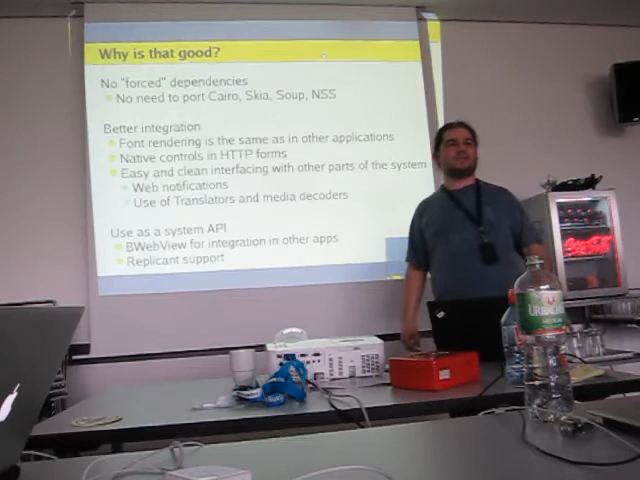 Why is that good?
No "forced" dependencies
No need to port Cairo, Skia, Soup, NSS
Better integration
Font rendering is the same as in other applications
Native controls in HTTP forms
Easy and clean interfacing with other parts of the system
Web notifications
Use of Translators and media decoders
Use as a system API
BWebView for integration in other apps
Replicant support
Coca-Cola